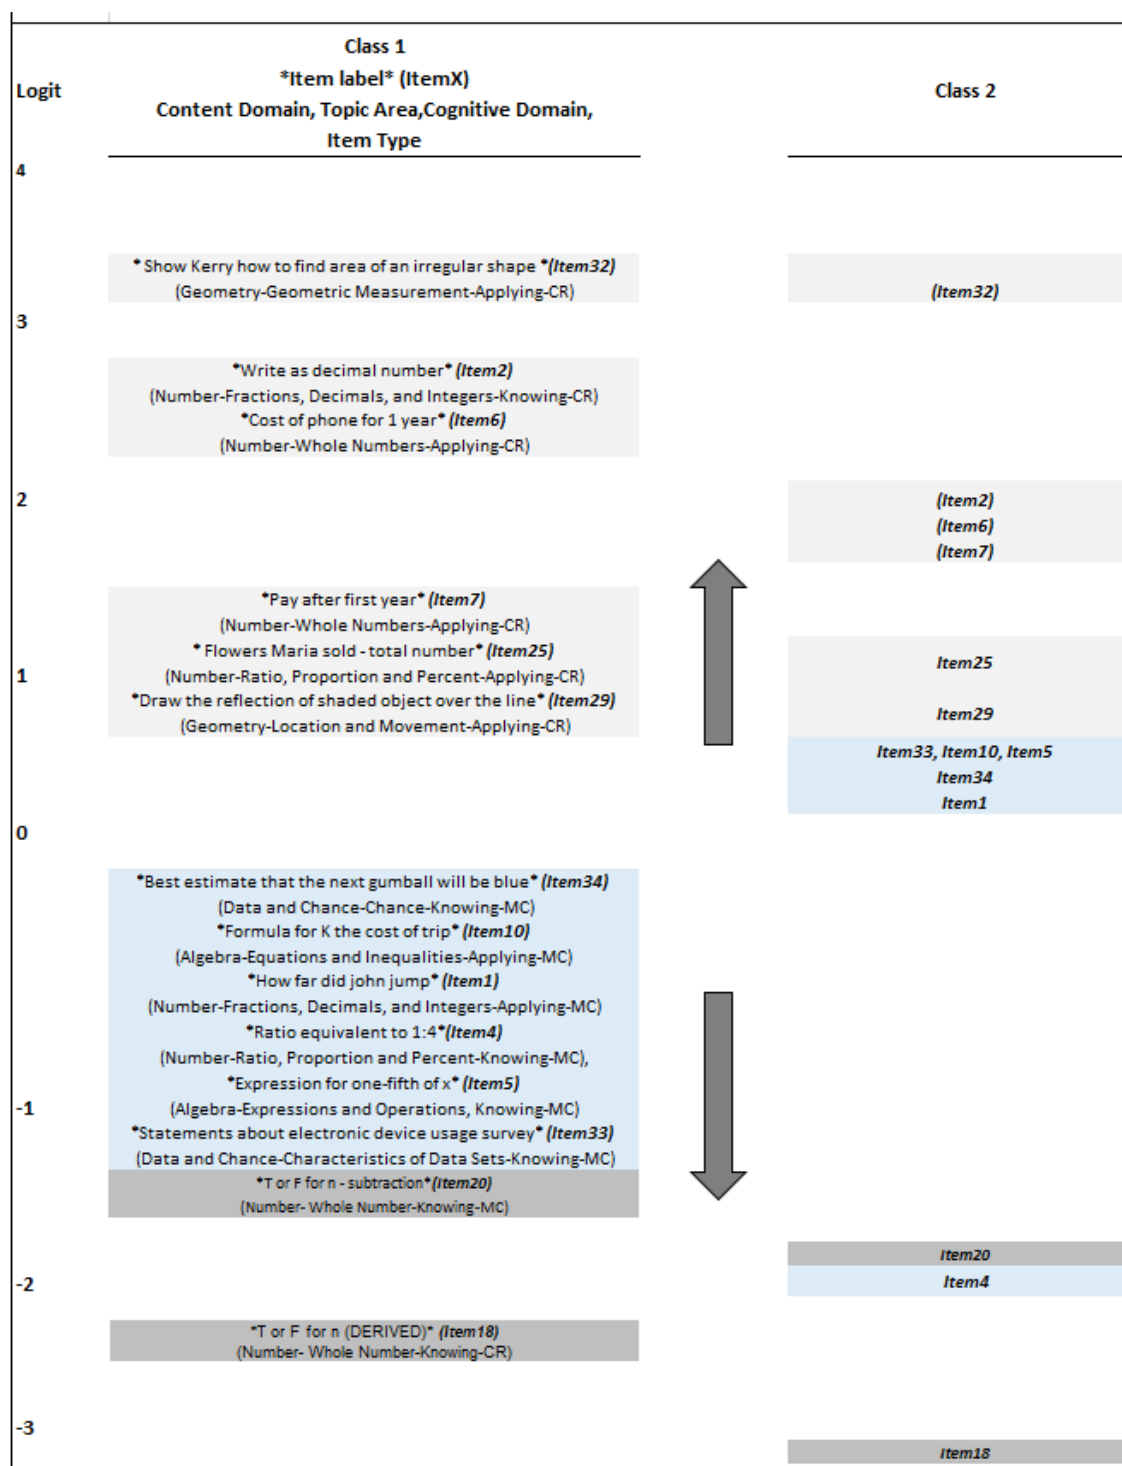 Class 1
*Item label* (ItemX)
Logit
Class 2
Content Domain, Topic Area,Cognitive Domain,
Item Type
4
* Show Kerry how to find area of an irregular shape *(Item32)
(Geometry-Geometric Measurement-Applying-CR)
(Item32)
3
*Write as decimal number* (Item2)
(Number-Fractions, Decimals, and Integers-Knowing-CR)
*Cost of phone for 1 year* (Item6)
(Number-Whole Numbers-Applying-CR)
2
(Item2)
(Item6)
(Item7)
*Pay after first year* (Item7)
(Number-Whole Numbers-Applying-CR)
* Flowers Maria sold - total number* (Item25)
Item25
1
(Number-Ratio, Proportion and Percent-Applying-CR)
*Draw the reflection of shaded object over the line* (Item29)
Item29
(Geometry-Location and Movement-Applying-CR)
Item33, Item10, Item5
Item34
Item1
0
*Best estimate that the next gumball will be blue* (Item34)
(Data and Chance-Chance-Knowing-MC)
*Formula for K the cost of trip* (Item10)
(Algebra-Equations and Inequalities-Applying-MC)
*How far did john jump* (Item1)
(Number-Fractions, Decimals, and Integers-Applying-MC)
*Ratio equivalent to 1:4*(Item4)
(Number-Ratio, Proportion and Percent-Knowing-MC),
*Expression for one-fifth of x* (Item5)
-1
(Algebra-Expressions and Operations, Knowing-MC)
*Statements about electronic device usage survey* (Item33)
(Data and Chance-Characteristics of Data Sets-Knowing-MC)
*T or F for n - subtraction*(Item20)
(Number- Whole Number-Knowing-MC)
Item20
-2
Item4
*T or F for n (DERIVED)* (Item18)
(Number- Whole Number-Knowing-CR)
-3
Item18